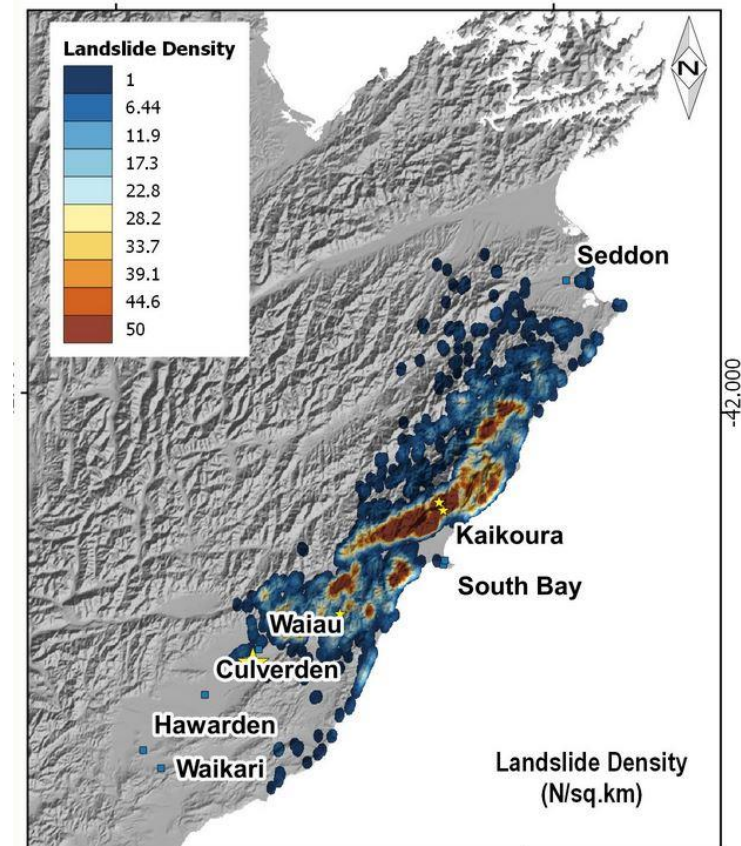 Landslide Density
1
6.44
11.9
17.3
22.8
28.2
33.7
39.1
44.6
50
N
Seddon
-42,000
Kaikoura
South Bay
Waiau
Culverden
Hawarden
Waikari
Landslide Density
(N/sq.km)